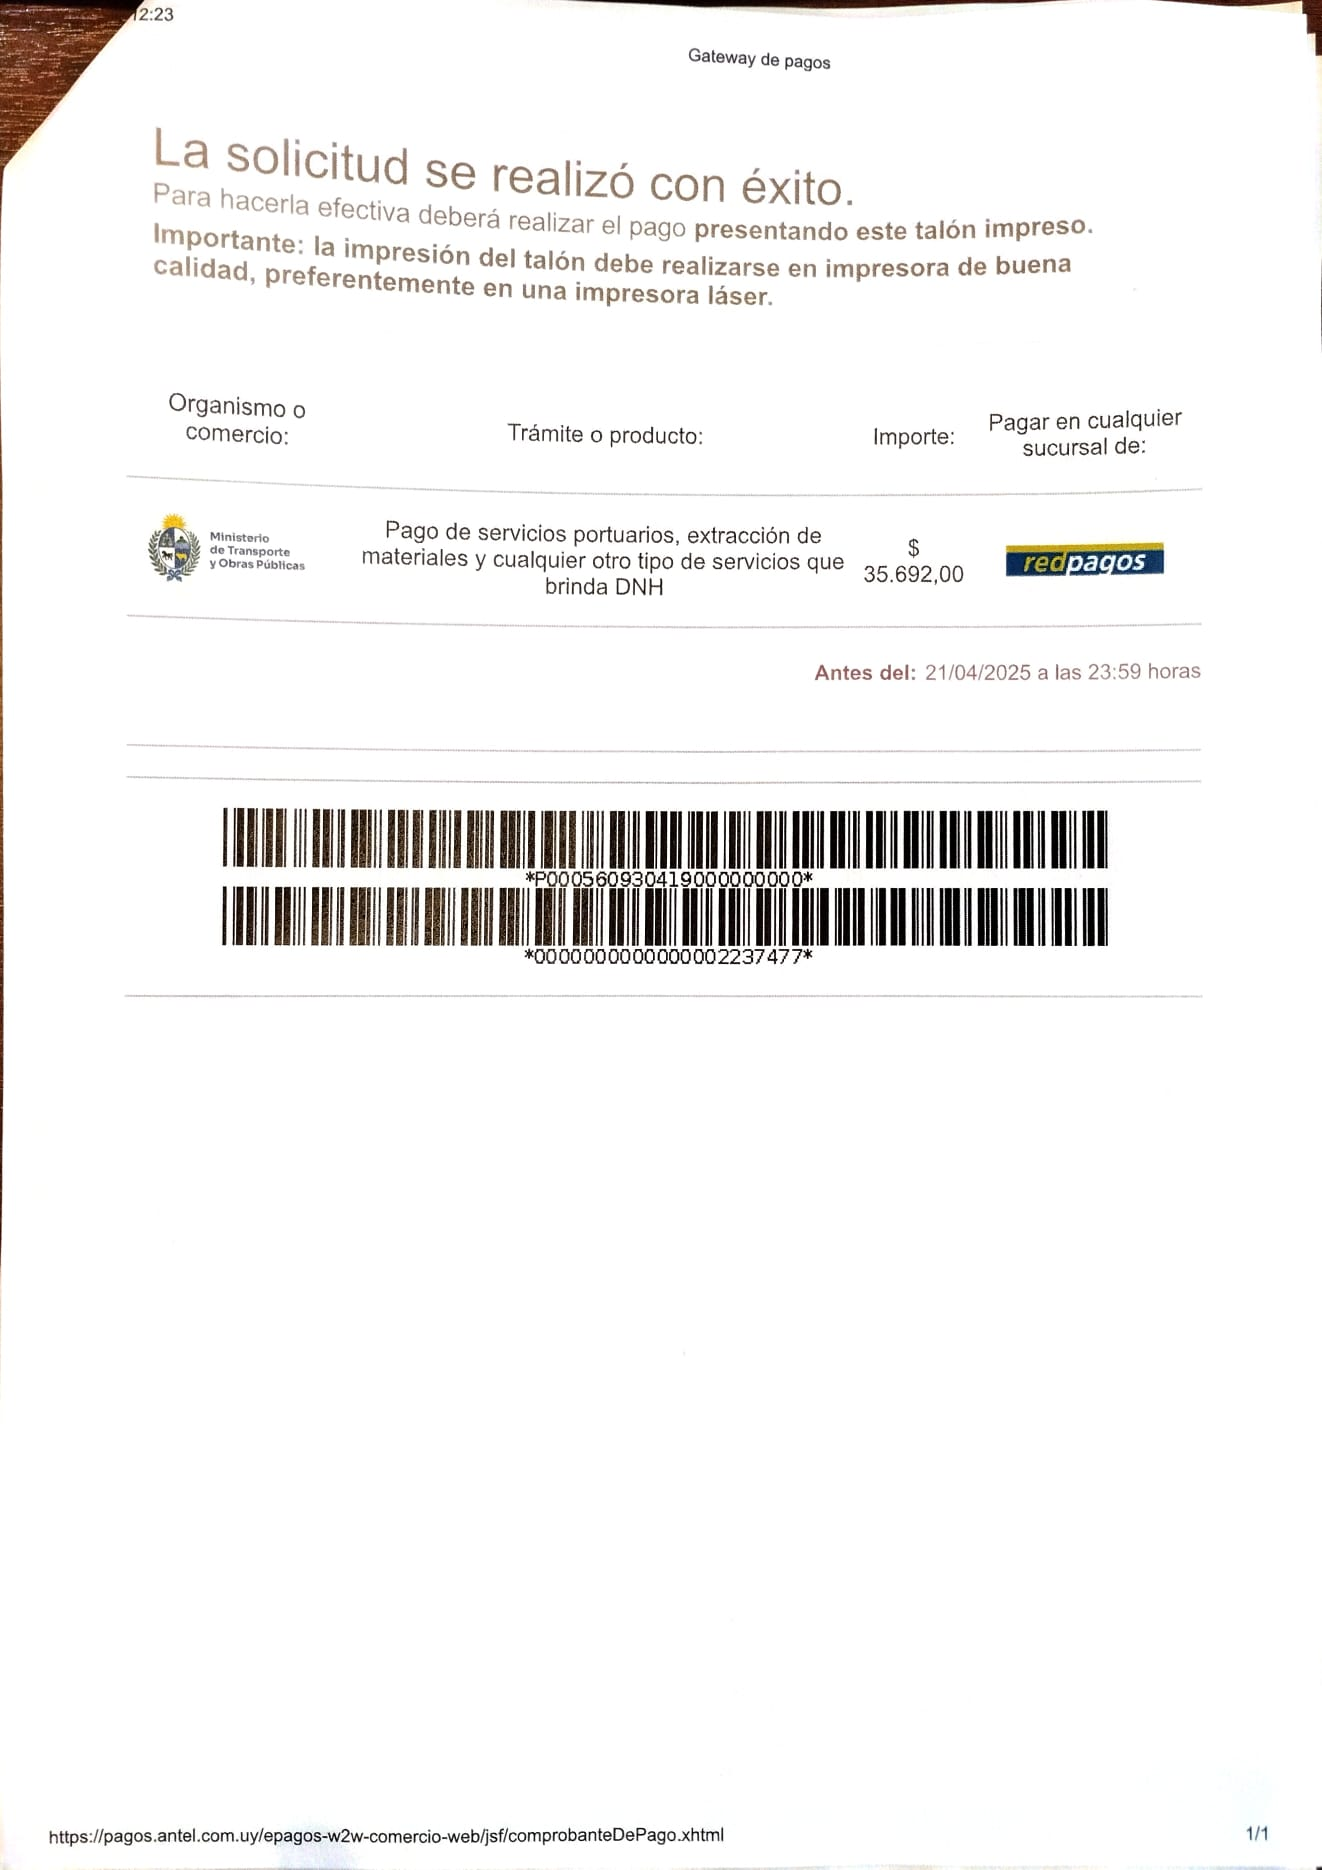 2:23
Gateway de pagos
La solicitud se realizó con éxito.
Para hacerla efectiva deberá realizar el pago presentando este talón impreso.
Importante: la impresión del talón debe realizarse en impresora de buena
calidad, preferentemente en una impresora láser.
Organismo o
comercio:
Trámite o producto:
Importe:
Pagar en cualquier
sucursal de:
Ministerio
de Transporte
y Obras Públicas
Pago de servicios portuarios, extracción de
materiales y cualquier otro tipo de servicios que
brinda DNH
$
35.692,00
redpagos
Antes del: 21/04/2025 a las 23:59 horas
*P000560930419000000000*
*00000000000000002237477*
https://pagos.antel.com.uy/epagos-w2w-comercio-web/jsf/comprobanteDePago.xhtml
1/1